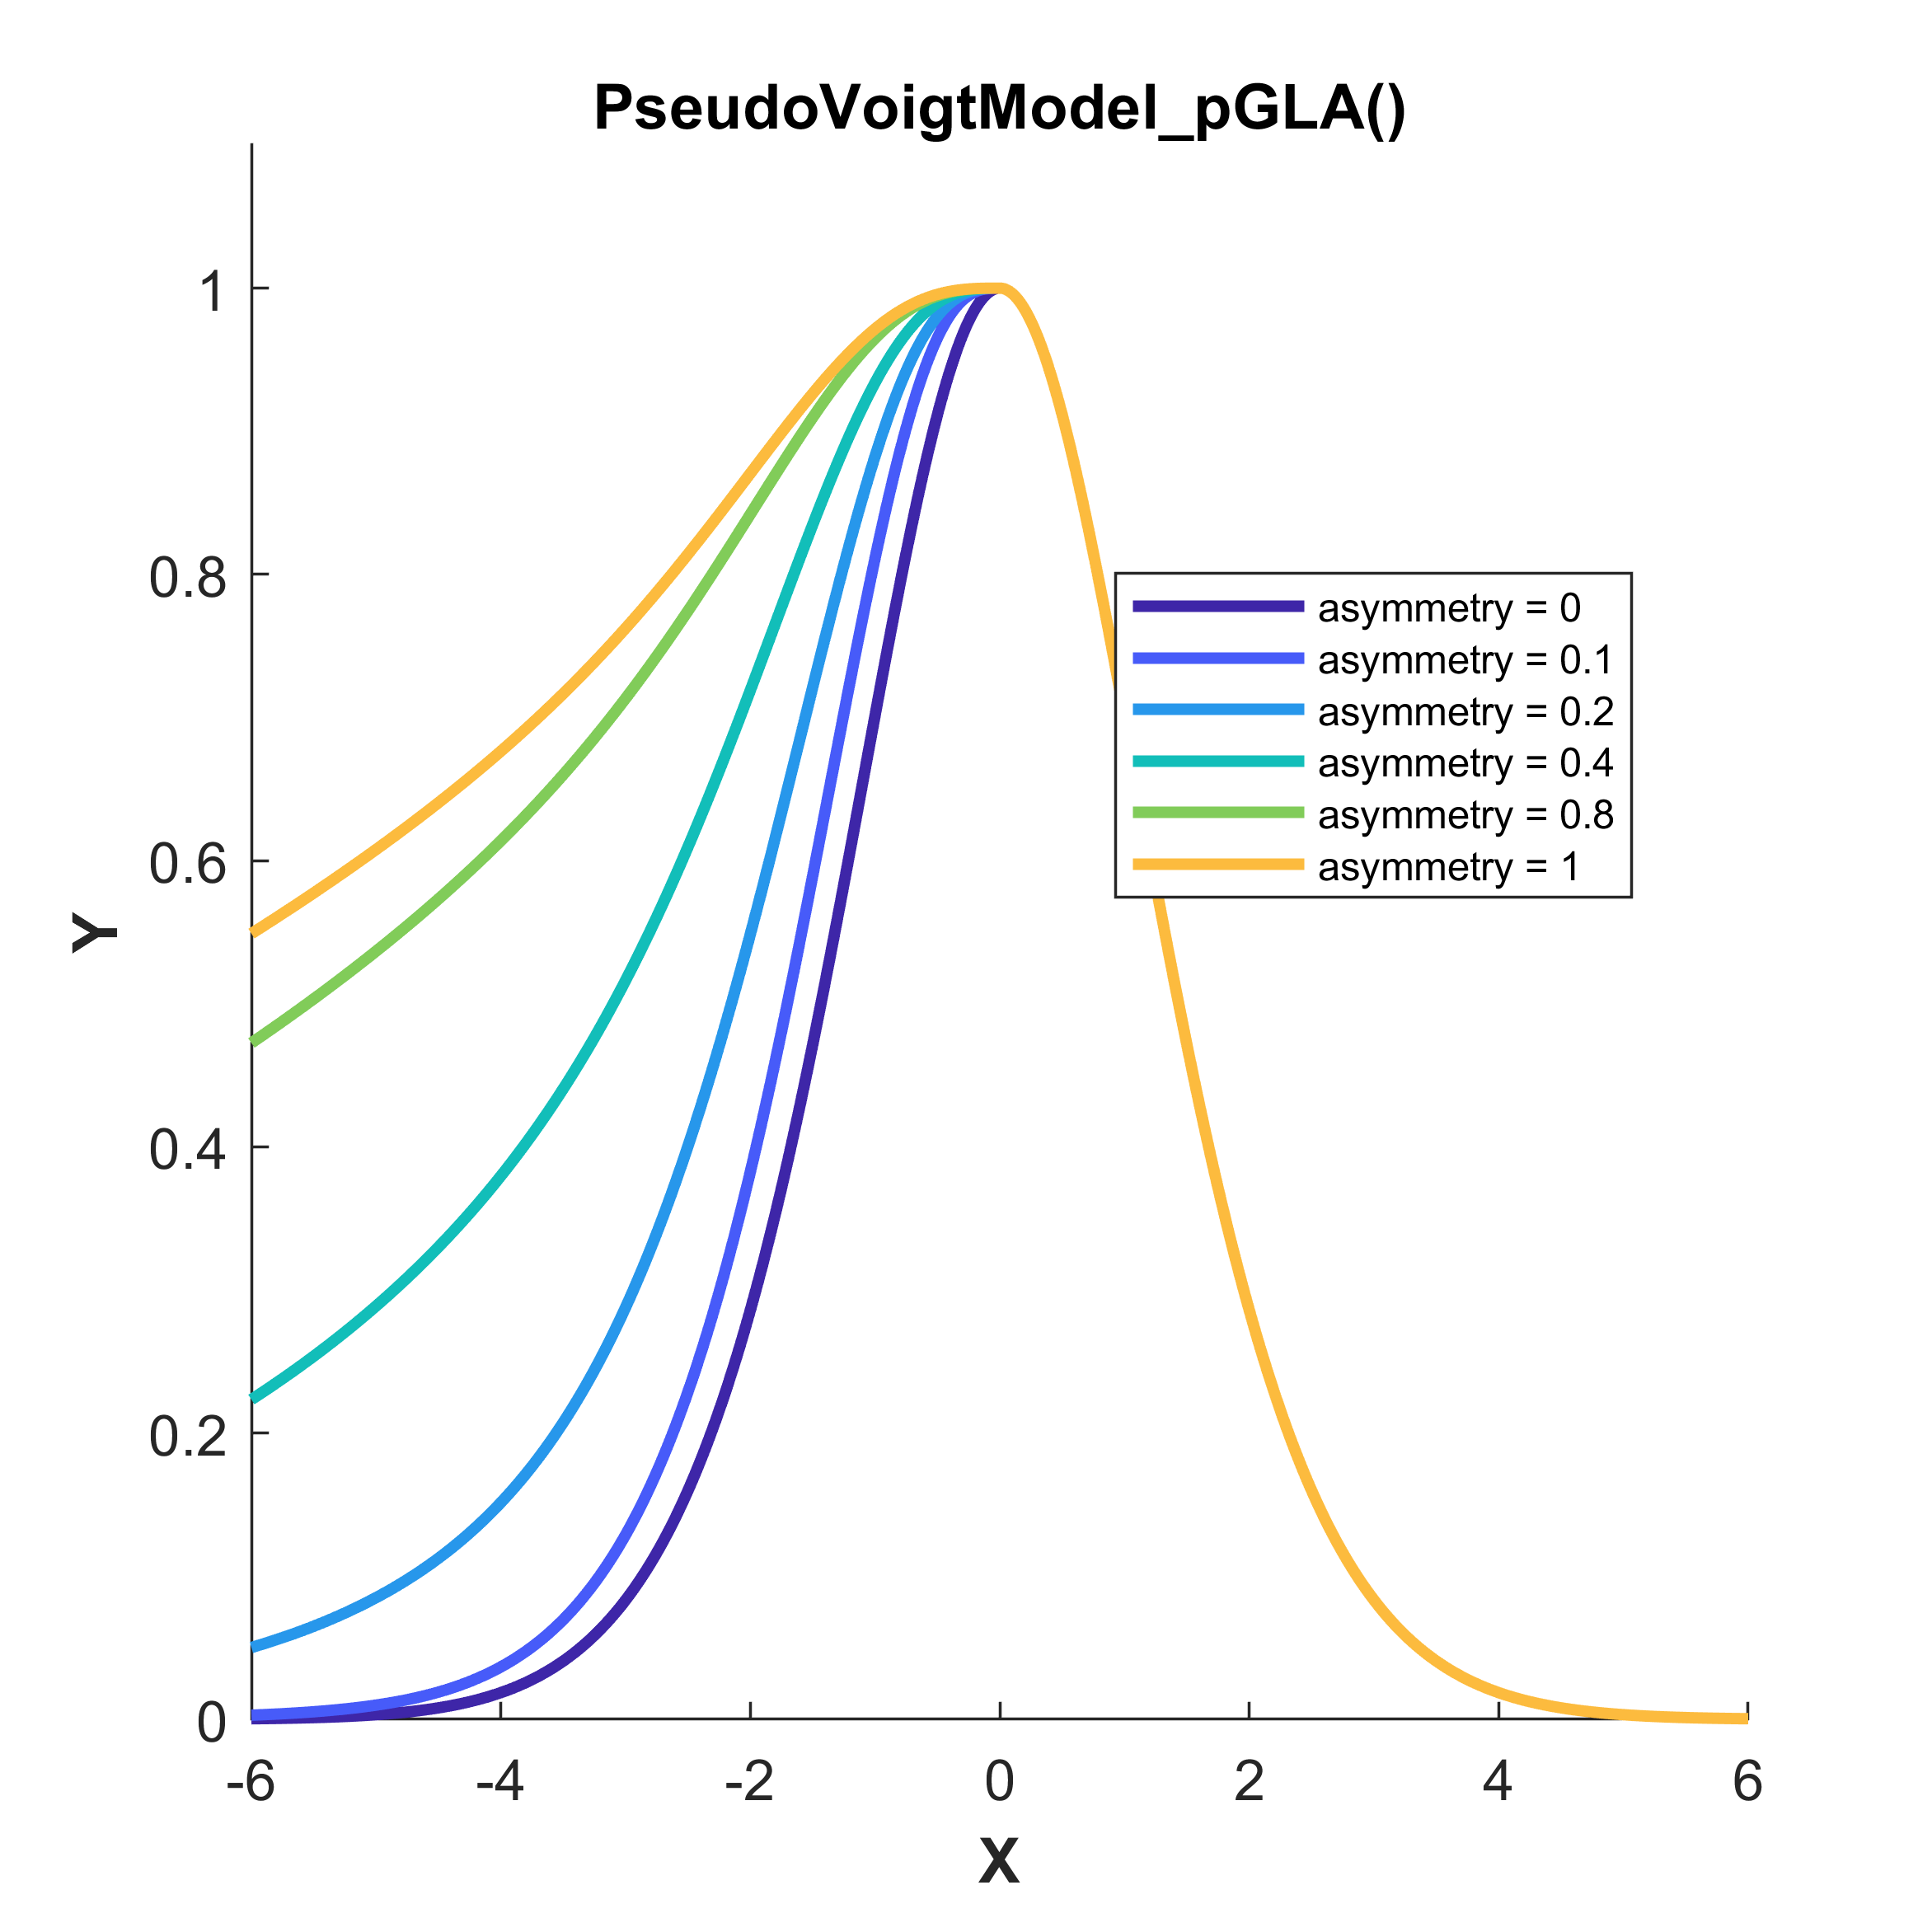 PseudoVoigtModel_pGLA()
1
0.8
0.6
0.4
0.2
0
Y
asymmetry = 0
asymmetry = 0.1
asymmetry = 0.2
asymmetry = 0.4
asymmetry = 0.8
asymmetry = 1
-6 -4 -2 0 2 4 6
X